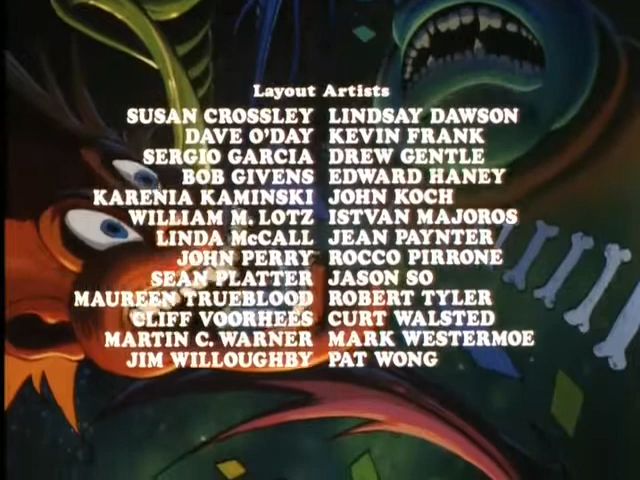 Layout Artists
SUSAN CROSSLEY LINDSAY DAWSON
DAVE O'DAY KEVIN FRANK
SERGIO GARCIA DREW GENTLE
BOB GIVENS EDWARD HANEY
KARENIA KAMINSKI JOHN KOCH
WILLIAM M. LOTZ ISTVAN MAJOROS
LINDA McCALL JEAN PAYNTER
JOHN PERRY ROCCO PIRRONE
SEAN PLATTER JASON SO
MAUREEN TRUEBLOOD ROBERT TYLER
CLIFF VOORHEES CURT WALSTED
MARTIN C. WARNER MARK WESTERMOE
JIM WILLOUGHBY PAT WONG